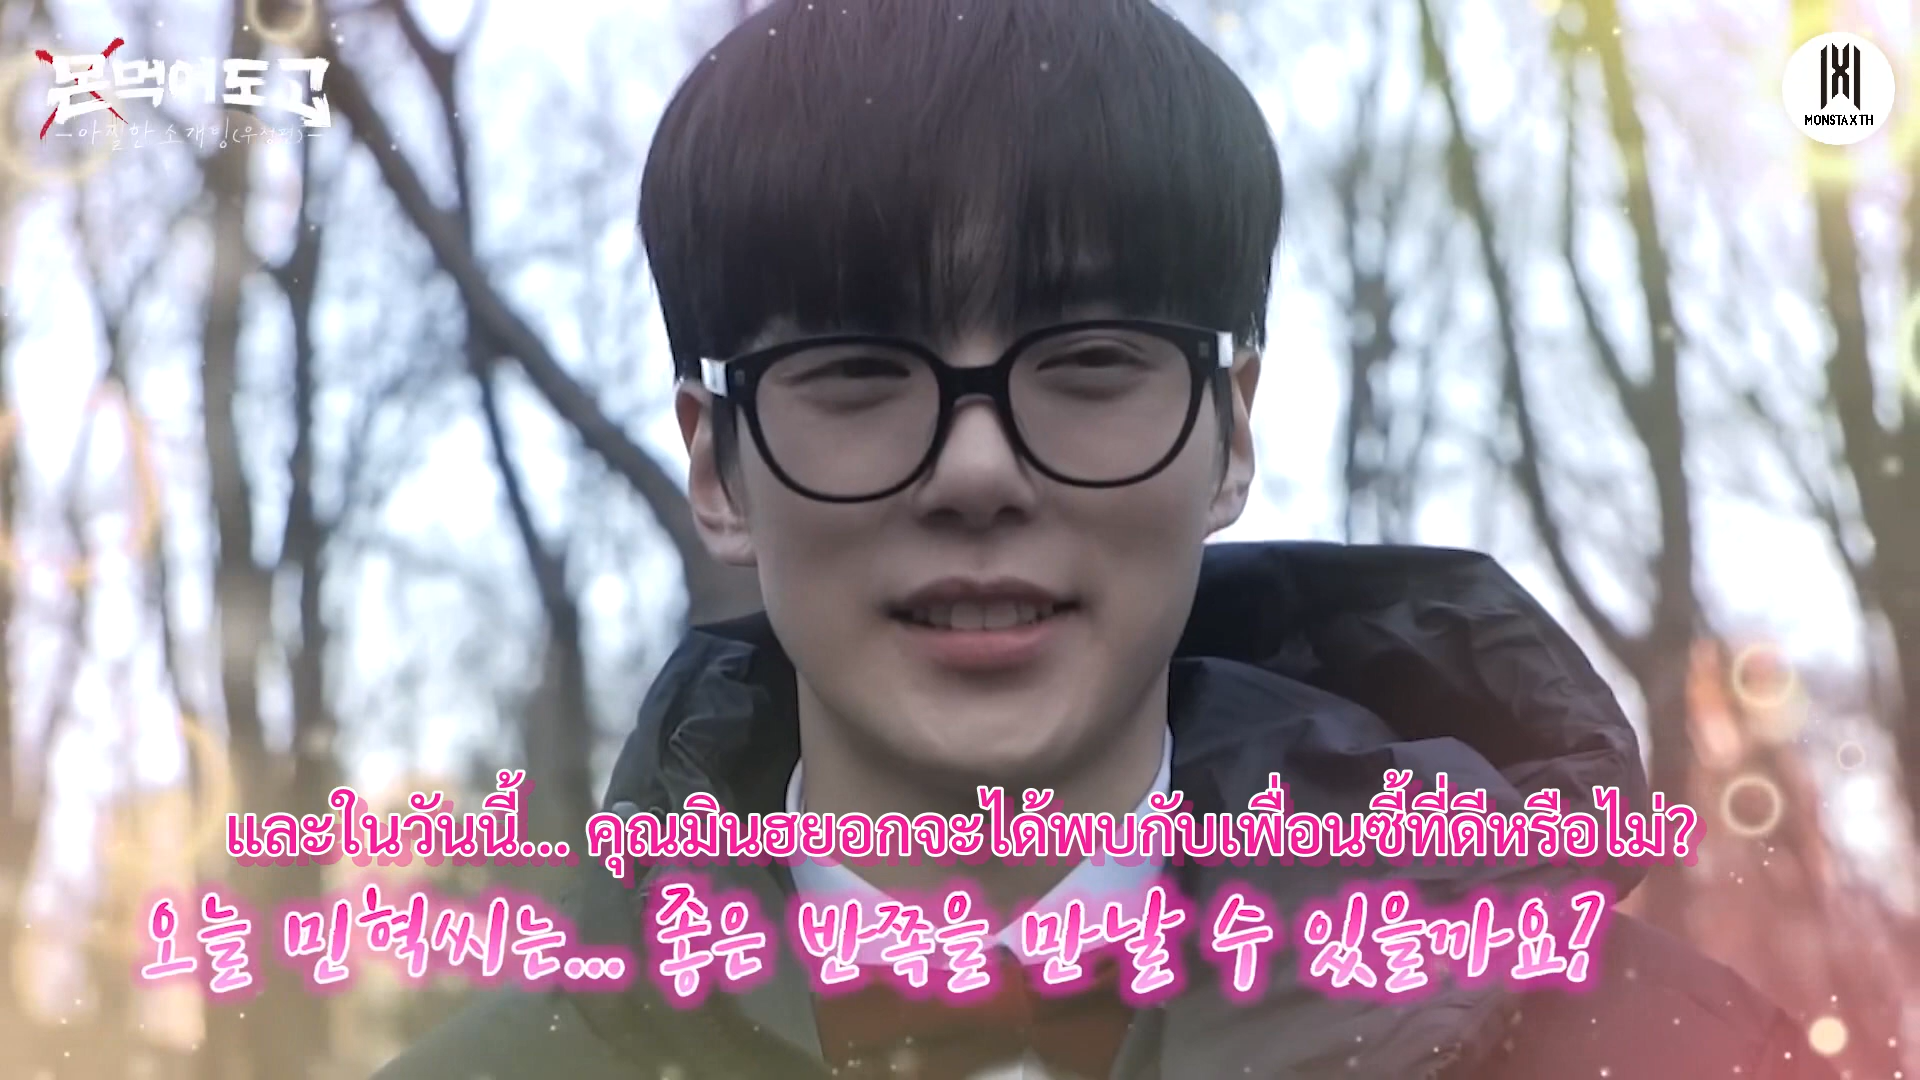 몬먹어도고
- 아찔한 소개팅(우정편) -
MONSTAXTH
และในวันนี้... คุณมินฮยอกจะได้พบกับเพื่อนซี้ที่ดีหรือไม่?
오늘 민혁씨는... 좋은 반쪽을 만날 수 있을까요?